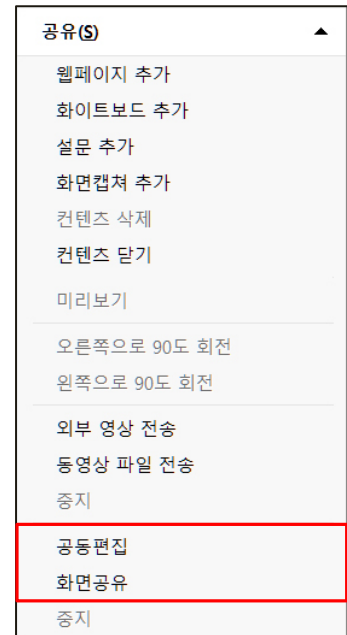 공유(S)
웹페이지 추가
화이트보드 추가
설문 추가
화면캡쳐 추가
컨텐츠 삭제
컨텐츠 닫기
미리보기
오른쪽으로 90도 회전
왼쪽으로 90도 회전
외부 영상 전송
동영상 파일 전송
중지
공동편집
화면공유
중지